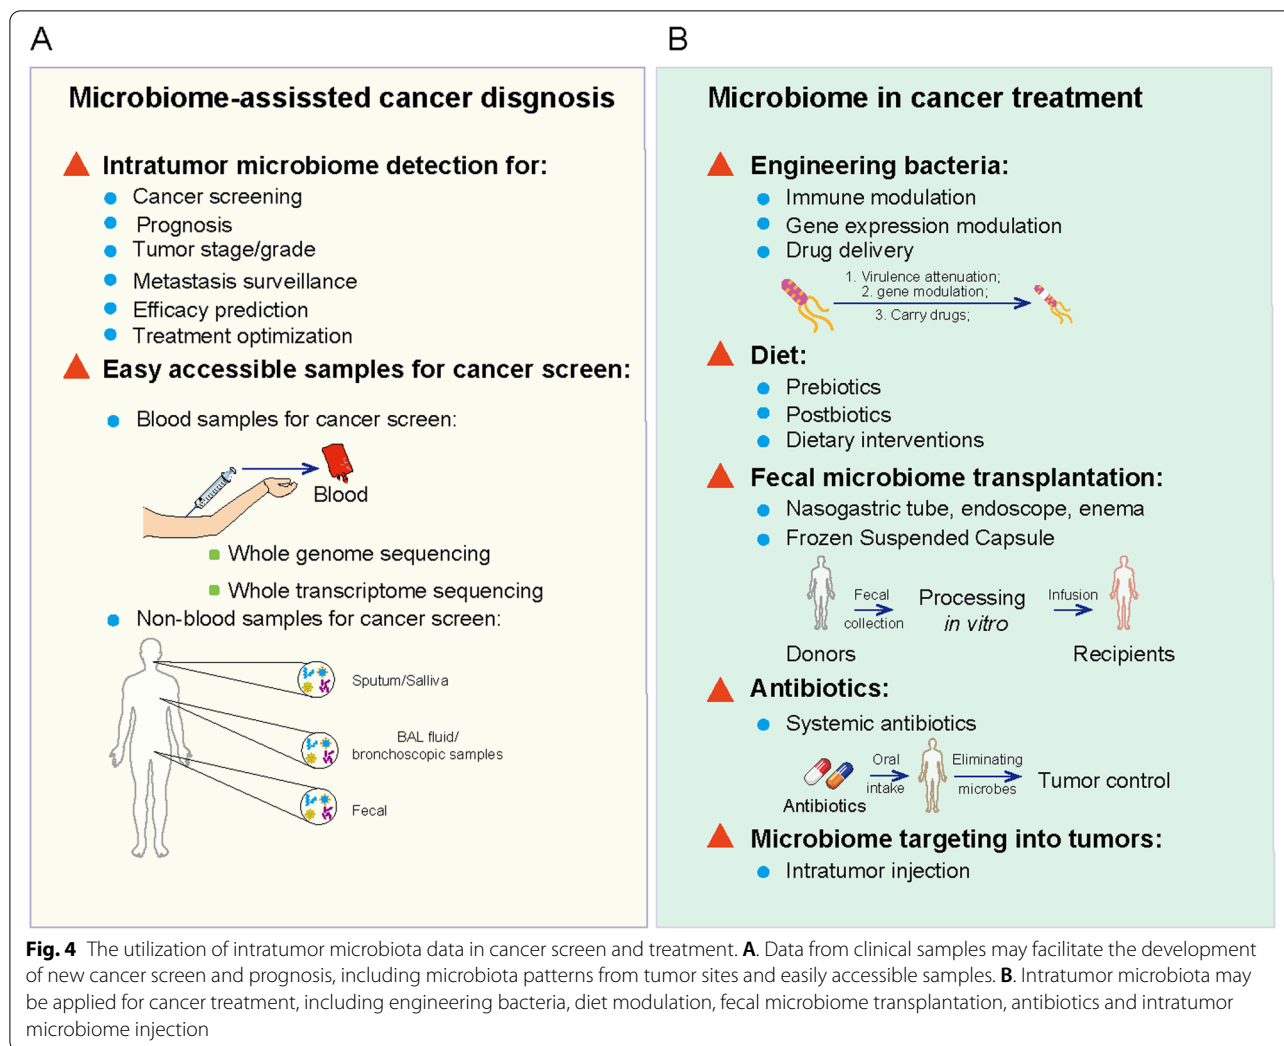 A
Microbiome-assissted cancer disgnosis
Intratumor microbiome detection for:
Cancer screening
Prognosis
Tumor stage/grade
Metastasis surveillance
Efficacy prediction
Treatment optimization
Easy accessible samples for cancer screen:
Blood samples for cancer screen:
Blood
Whole genome sequencing
Whole transcriptome sequencing
Non-blood samples for cancer screen:
Sputum/Salliva
BAL fluid/
bronchoscopic samples
Fecal
B
Microbiome in cancer treatment
Engineering bacteria:
Immune modulation
Gene expression modulation
Drug delivery
1. Virulence attenuation;
2. gene modulation;
3. Carry drugs;
Diet:
Prebiotics
Postbiotics
Dietary interventions
Fecal microbiome transplantation:
Nasogastric tube, endoscope, enema
Frozen Suspended Capsule
Fecal
collection
Processing
in vitro
Infusion
Donors
Recipients
Antibiotics:
Systemic antibiotics
Antibiotics
Oral
intake
Eliminating
microbes
Tumor control
Microbiome targeting into tumors:
Intratumor injection
Fig. 4 The utilization of intratumor microbiota data in cancer screen and treatment. A. Data from clinical samples may facilitate the development
of new cancer screen and prognosis, including microbiota patterns from tumor sites and easily accessible samples. B. Intratumor microbiota may
be applied for cancer treatment, including engineering bacteria, diet modulation, fecal microbiome transplantation, antibiotics and intratumor
microbiome injection